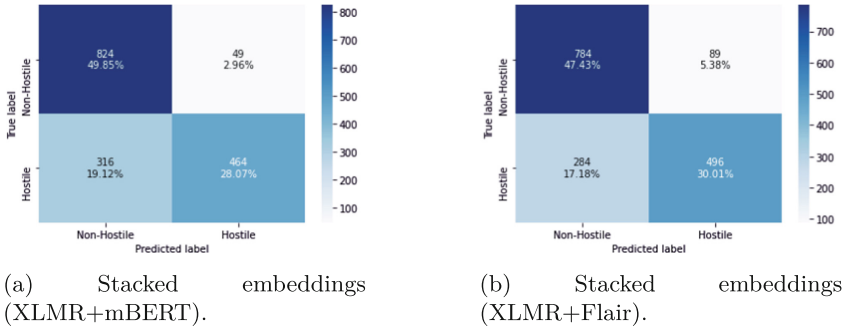 824
49.85%
49
2.96%
316
19.12%
464
28.07%
Non-Hostile
Hostile
True label
Non-Hostile
Hostile
Predicted label
800
700
600
500
400
300
200
100
(a) Stacked embeddings
(XLMR+mBERT).
784
47.43%
89
5.38%
284
17.18%
496
30.01%
Non-Hostile
Hostile
True label
Non-Hostile
Hostile
Predicted label
700
600
500
400
300
200
100
(b) Stacked embeddings
(XLMR+Flair).